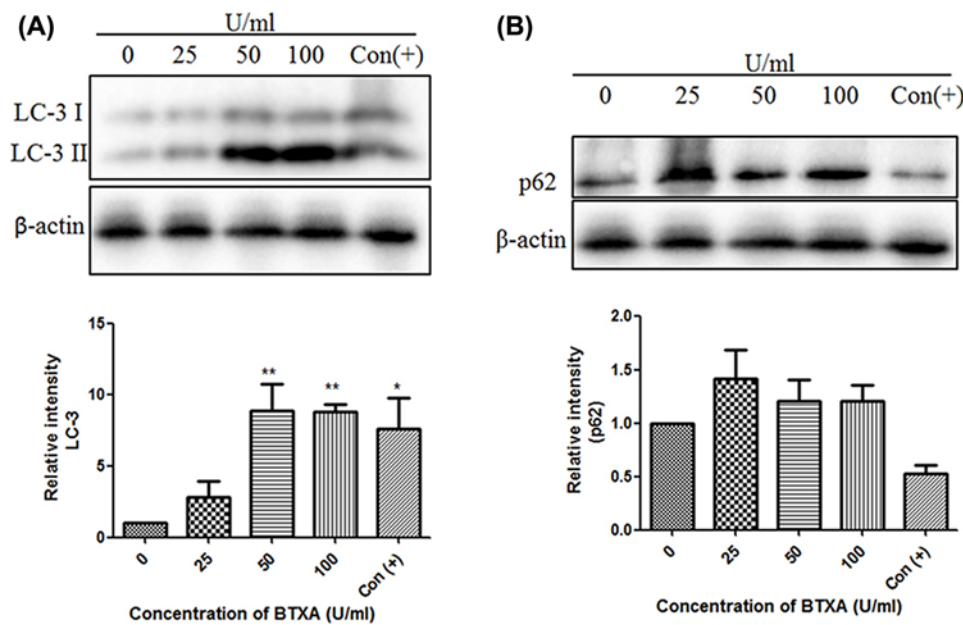 (A)
U/ml
0 25 50 100 Con(+)
LC-3 I
LC-3 II
β-actin
Relative intensity
LC-3
15
10
5
0
** ** *
0 25 50 100 Con (+)
Concentration of BTXA (U/ml)
(B)
U/ml
0 25 50 100 Con(+)
p62
β-actin
Relative intensity
(p62)
2.0
1.5
1.0
0.5
0.0
0 25 50 100 Con (+)
Concentration of BTXA (U/ml)